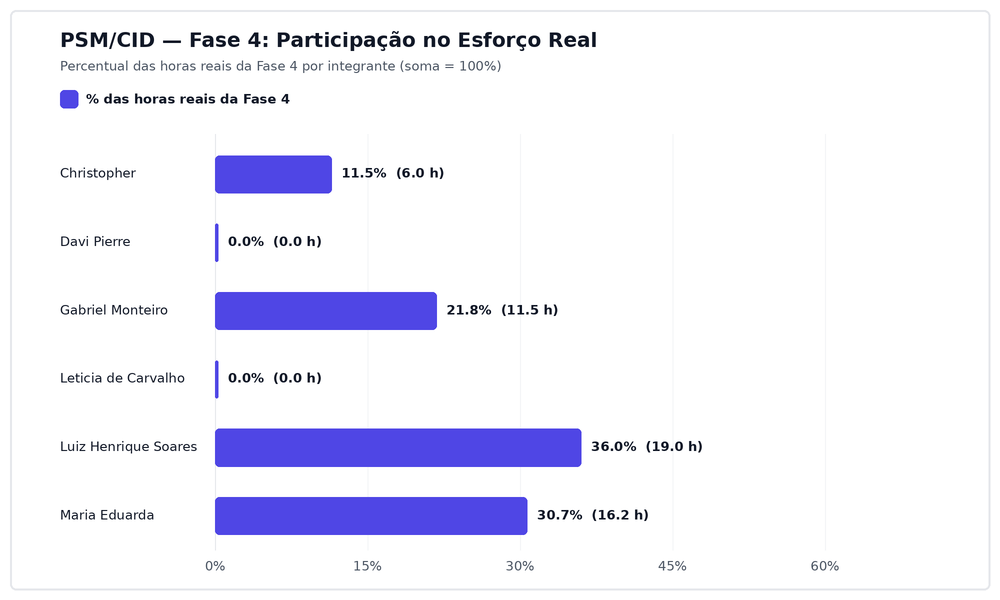 PSM/CID — Fase 4: Participação no Esforço Real
Percentual das horas reais da Fase 4 por integrante (soma = 100%)
% das horas reais da Fase 4
Christopher 11.5% (6.0 h)
Davi Pierre 0.0% (0.0 h)
Gabriel Monteiro 21.8% (11.5 h)
Leticia de Carvalho 0.0% (0.0 h)
Luiz Henrique Soares 36.0% (19.0 h)
Maria Eduarda 30.7% (16.2 h)
0% 15% 30% 45% 60%